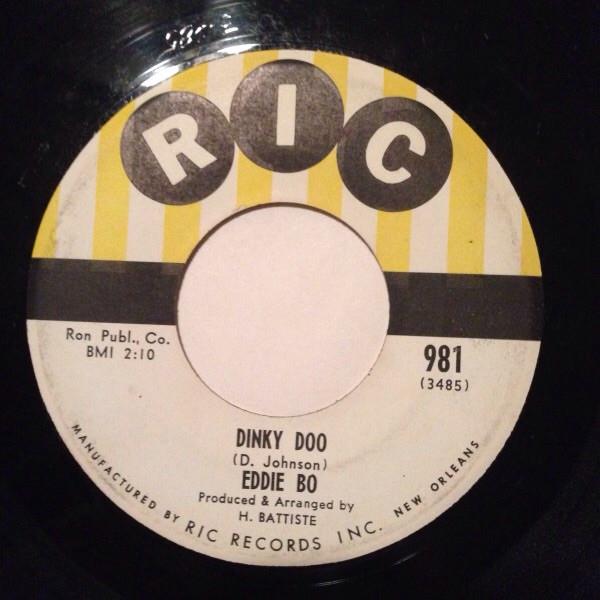 RIC
Ron Publ., Co.
BMI 2:10
981
(3485)
DINKY DOO
(D. Johnson)
EDDIE BO
Produced & Arranged by
H. BATTISTE
MANUFACTURED BY RIC RECORDS INC. NEW ORLEANS